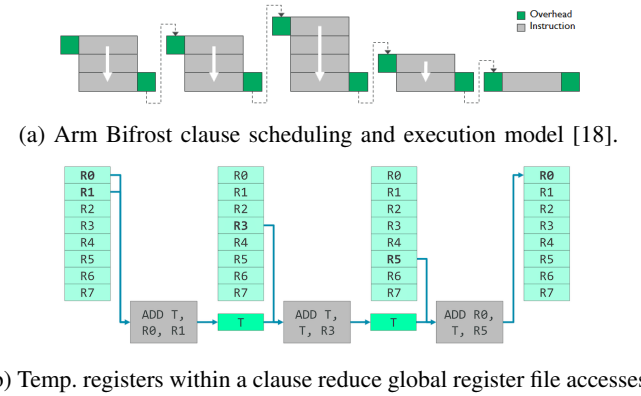 Overhead
Instruction
(a) Arm Bifrost clause scheduling and execution model [18].
R0
R1
R2
R3
R4
R5
R6
R7
R0
R1
R2
R3
R4
R5
R6
R7
R0
R1
R2
R3
R4
R5
R6
R7
R0
R1
R2
R3
R4
R5
R6
R7
ADD T,
R0, R1
T
ADD T,
T, R3
T
ADD R0,
T, R5
) Temp. registers within a clause reduce global register file accesses